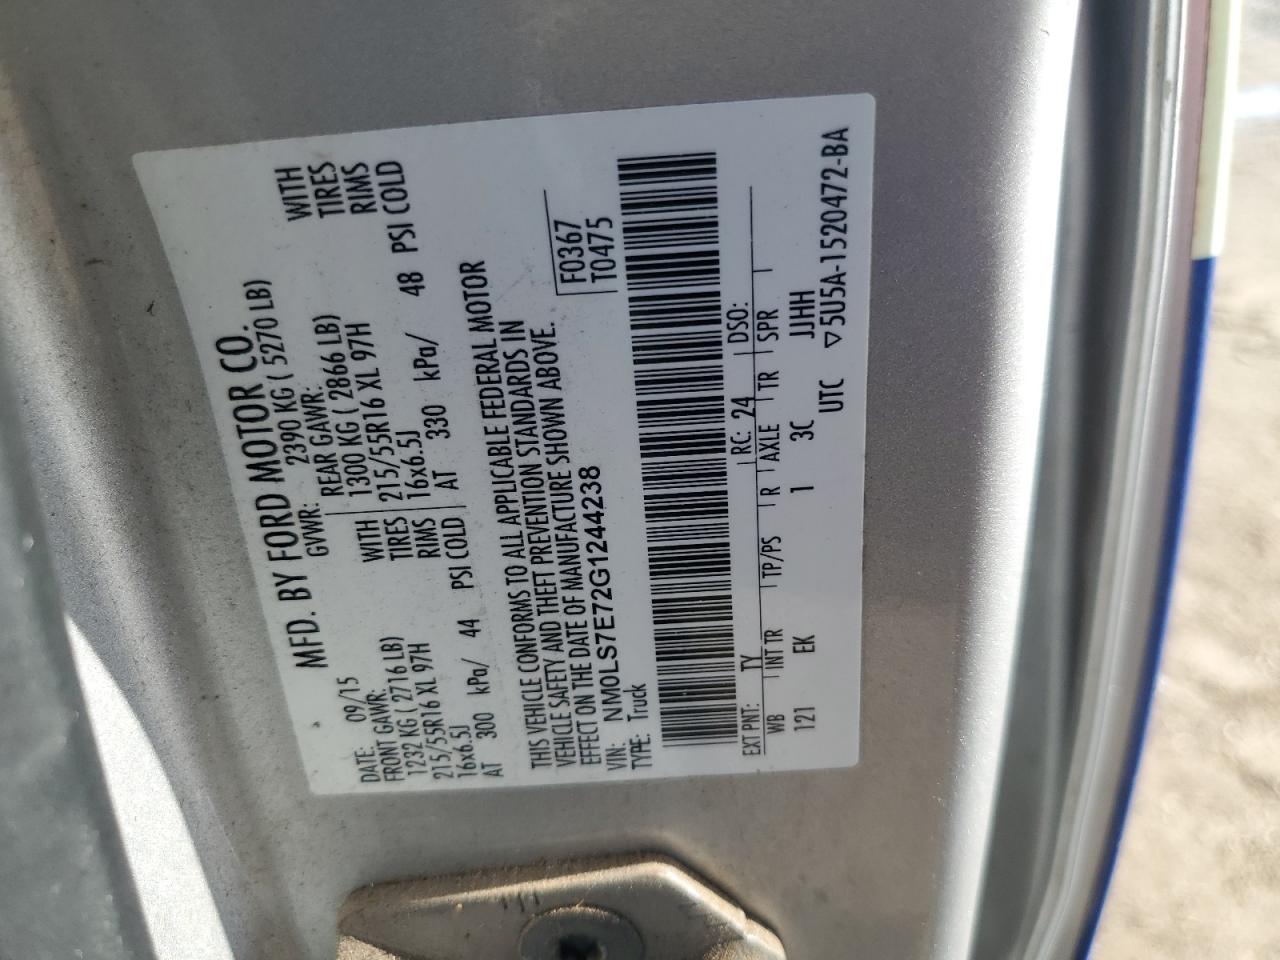 MFD. BY FORD MOTOR CO.
DATE: 09/15 GVWR: 2390 KG ( 5270 LB)
FRONT GAWR: REAR GAWR:
1232 KG ( 2716 LB) WITH 1300 KG ( 2866 LB) WITH
215/55R16 XL 97H TIRES 215/55R16 XL 97H TIRES
16x6.5J RIMS 16x6.5J RIMS
AT 300 kPa/ 44 PSI COLD AT 330 kPa/ 48 PSI COLD
THIS VEHICLE CONFORMS TO ALL APPLICABLE FEDERAL MOTOR
VEHICLE SAFETY AND THEFT PREVENTION STANDARDS IN
EFFECT ON THE DATE OF MANUFACTURE SHOWN ABOVE.
F0367
T0475
VIN: NM0LS7E72G1244238
TYPE: Truck
EXT PNT: TY RC: 24 DSO:
WB INT TR TP/PS R AXLE TR SPR
121 EK 1 3C JJHH
UTC ▽5U5A-1520472-BA